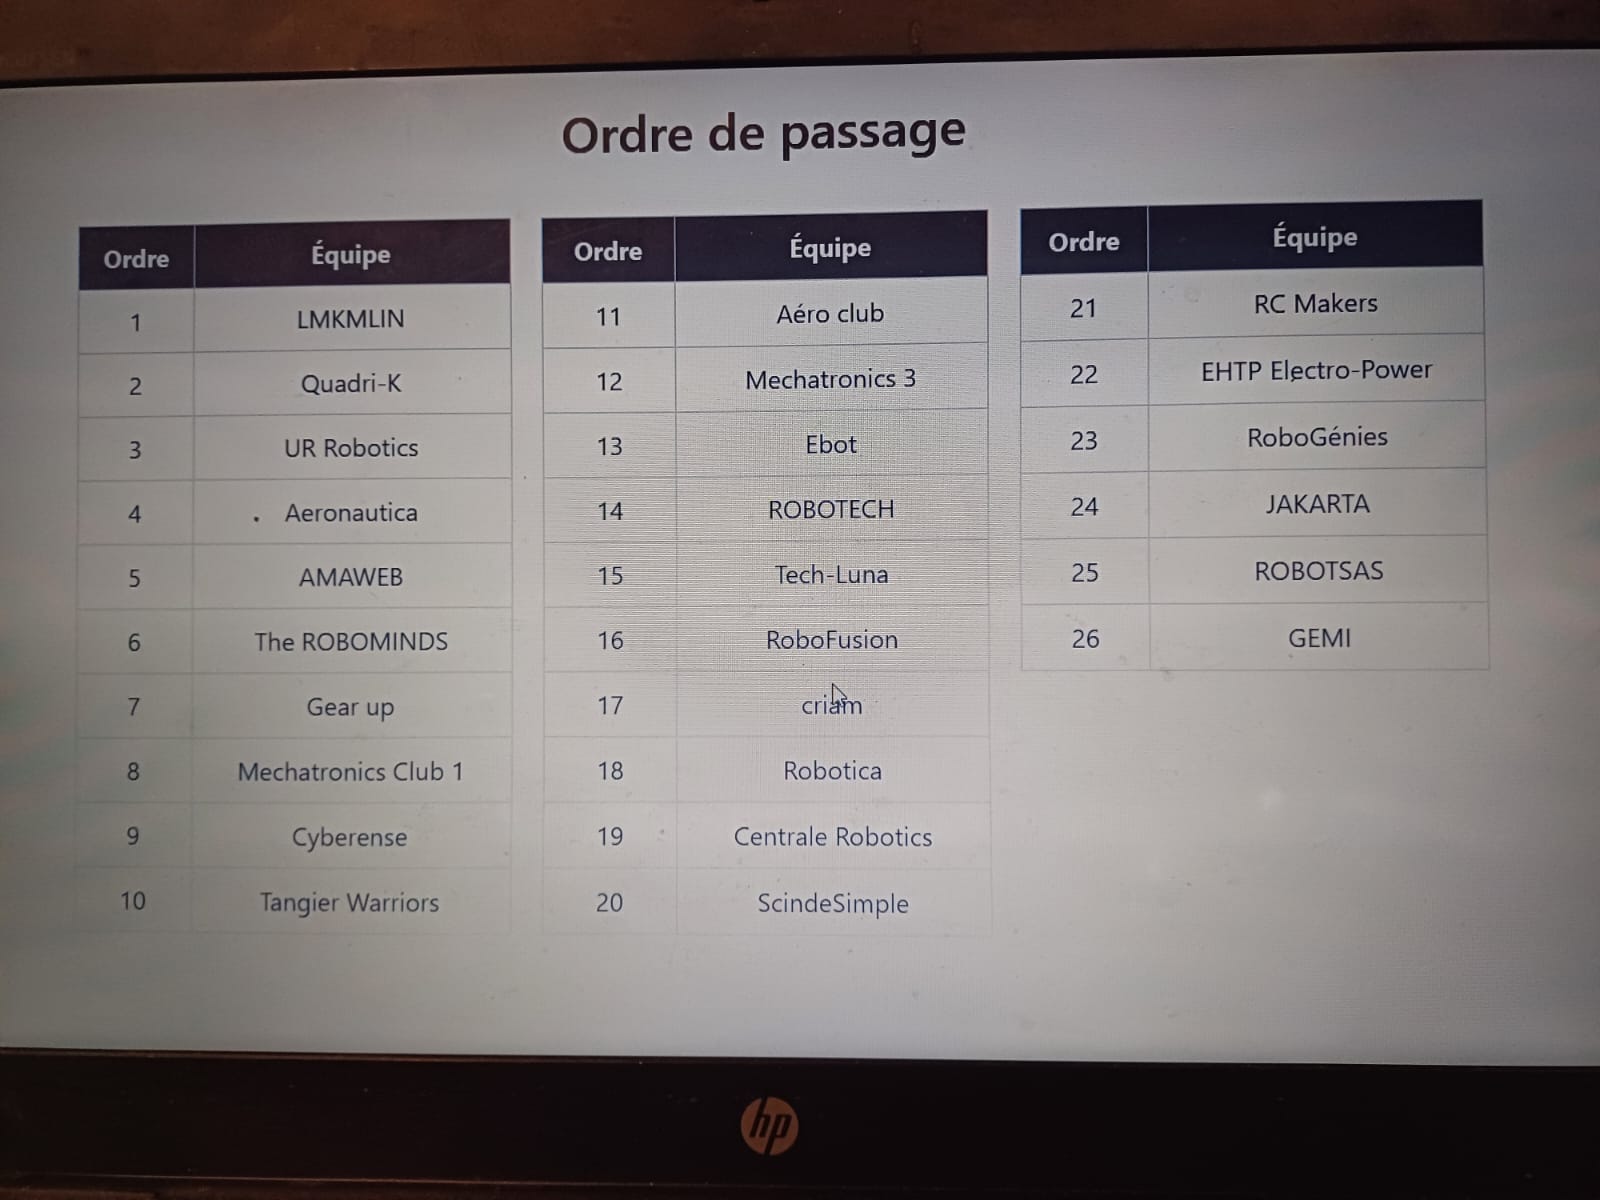 Ordre de passage
Ordre Équipe
1 LMKMLIN
2 Quadri-K
3 UR Robotics
4 Aeronautica
5 AMAWEB
6 The ROBOMINDS
7 Gear up
8 Mechatronics Club 1
9 Cyberense
10 Tangier Warriors
Ordre Équipe
11 Aéro club
12 Mechatronics 3
13 Ebot
14 ROBOTECH
15 Tech-Luna
16 RoboFusion
17 criam
18 Robotica
19 Centrale Robotics
20 ScindeSimple
Ordre Équipe
21 RC Makers
22 EHTP Electro-Power
23 RoboGénies
24 JAKARTA
25 ROBOTSAS
26 GEMI
hp